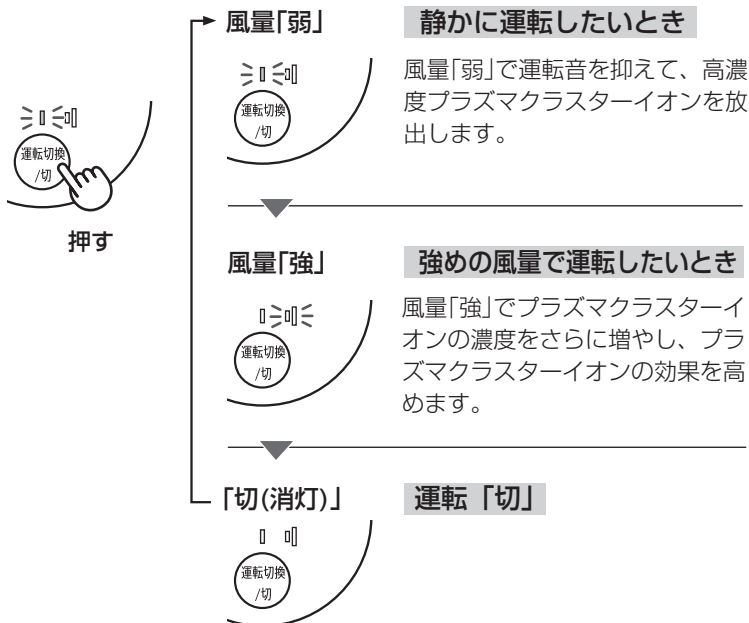 運転切換
/切
押す
風量「弱」
静かに運転したいとき
運転切換
/切
風量「弱」で運転音を抑えて、高濃
度プラズマクラスターイオンを放
出します。
風量「強」
強めの風量で運転したいとき
運転切換
/切
風量「強」でプラズマクラスターイ
オンの濃度をさらに増やし、プラ
ズマクラスターイオンの効果を高
めます。
「切(消灯)」
運転「切」
運転切換
/切